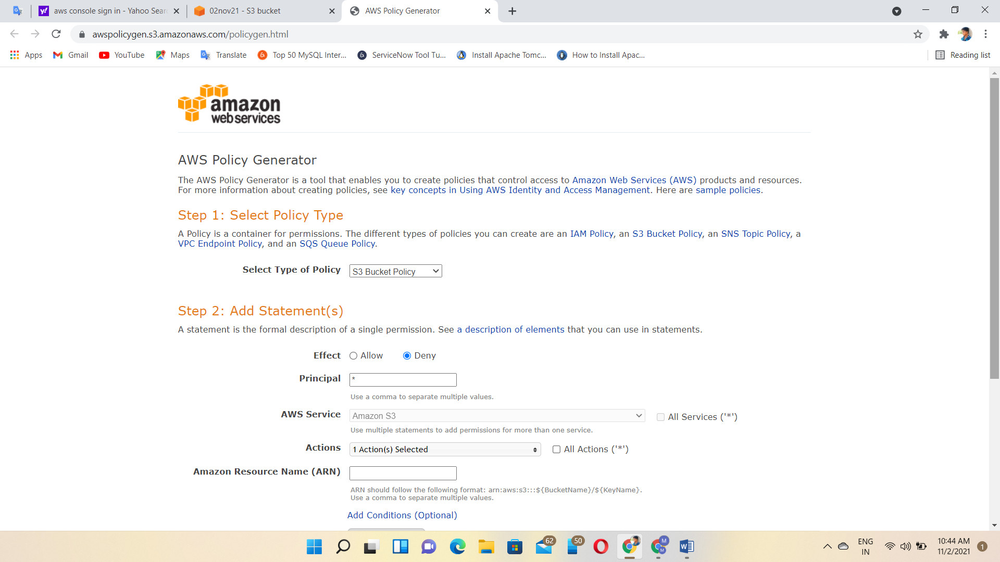 aws console sign in - Yahoo Sear
02nov21 - S3 bucket
AWS Policy Generator
awspolicygen.s3.amazonaws.com/policygen.html
Apps
Gmail
YouTube
Maps
Translate
Top 50 MySQL Inter...
ServiceNow Tool Tu...
Install Apache Tomc...
How to Install Apac...
Reading list
amazon
webservices
AWS Policy Generator
The AWS Policy Generator is a tool that enables you to create policies that control access to Amazon Web Services (AWS) products and resources.
For more information about creating policies, see key concepts in Using AWS Identity and Access Management. Here are sample policies.
Step 1: Select Policy Type
A Policy is a container for permissions. The different types of policies you can create are an IAM Policy, an S3 Bucket Policy, an SNS Topic Policy, a
VPC Endpoint Policy, and an SQS Queue Policy.
Select Type of Policy S3 Bucket Policy
Step 2: Add Statement(s)
A statement is the formal description of a single permission. See a description of elements that you can use in statements.
Effect Allow Deny
Principal *
Use a comma to separate multiple values.
AWS Service Amazon S3 All Services ('*')
Use multiple statements to add permissions for more than one service.
Actions 1 Action(s) Selected All Actions ('*')
Amazon Resource Name (ARN)
ARN should follow the following format: arn:aws:s3:::${BucketName}/${KeyName}.
Use a comma to separate multiple values.
Add Conditions (Optional)
62
50
M
M
ENG
IN
10:44 AM
11/2/2021
1